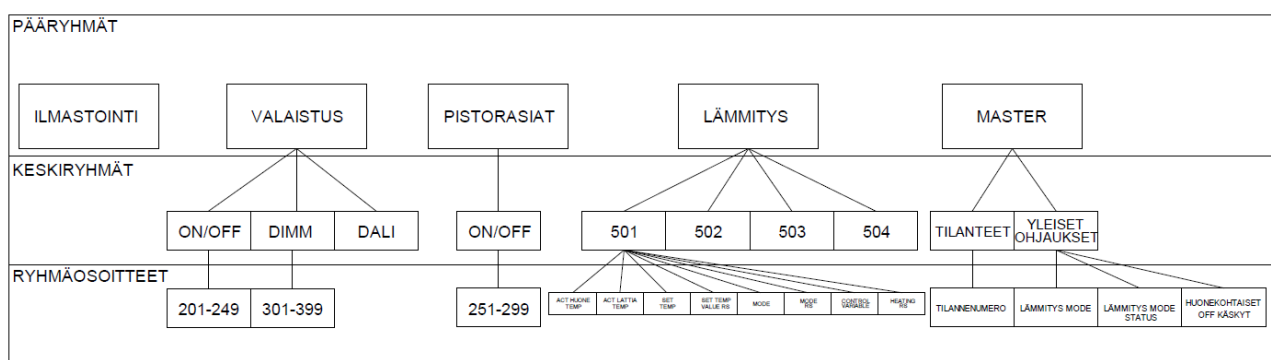 PÄÄRYHMÄT
ILMASTOINTI
VALAISTUS
PISTORASIAT
LÄMMITYS
MASTER
KESKIRYHMÄT
ON/OFF
DIMM
DALI
ON/OFF
501
502
503
504
TILANTEET
YLEISET
OHJAUKSET
RYHMÄOSOITTEET
201-249
301-399
251-299
ACT HUONE
TEMP
ACT LATTIA
TEMP
SET
TEMP
SET TEMP
VALUE RS
MODE
MODE
RS
CONTROL
VARIABLE
HEATING
RS
TILANNENUMERO
LÄMMITYS MODE
LÄMMITYS MODE
STATUS
HUONEKOHTAISET
OFF KÄSKYT